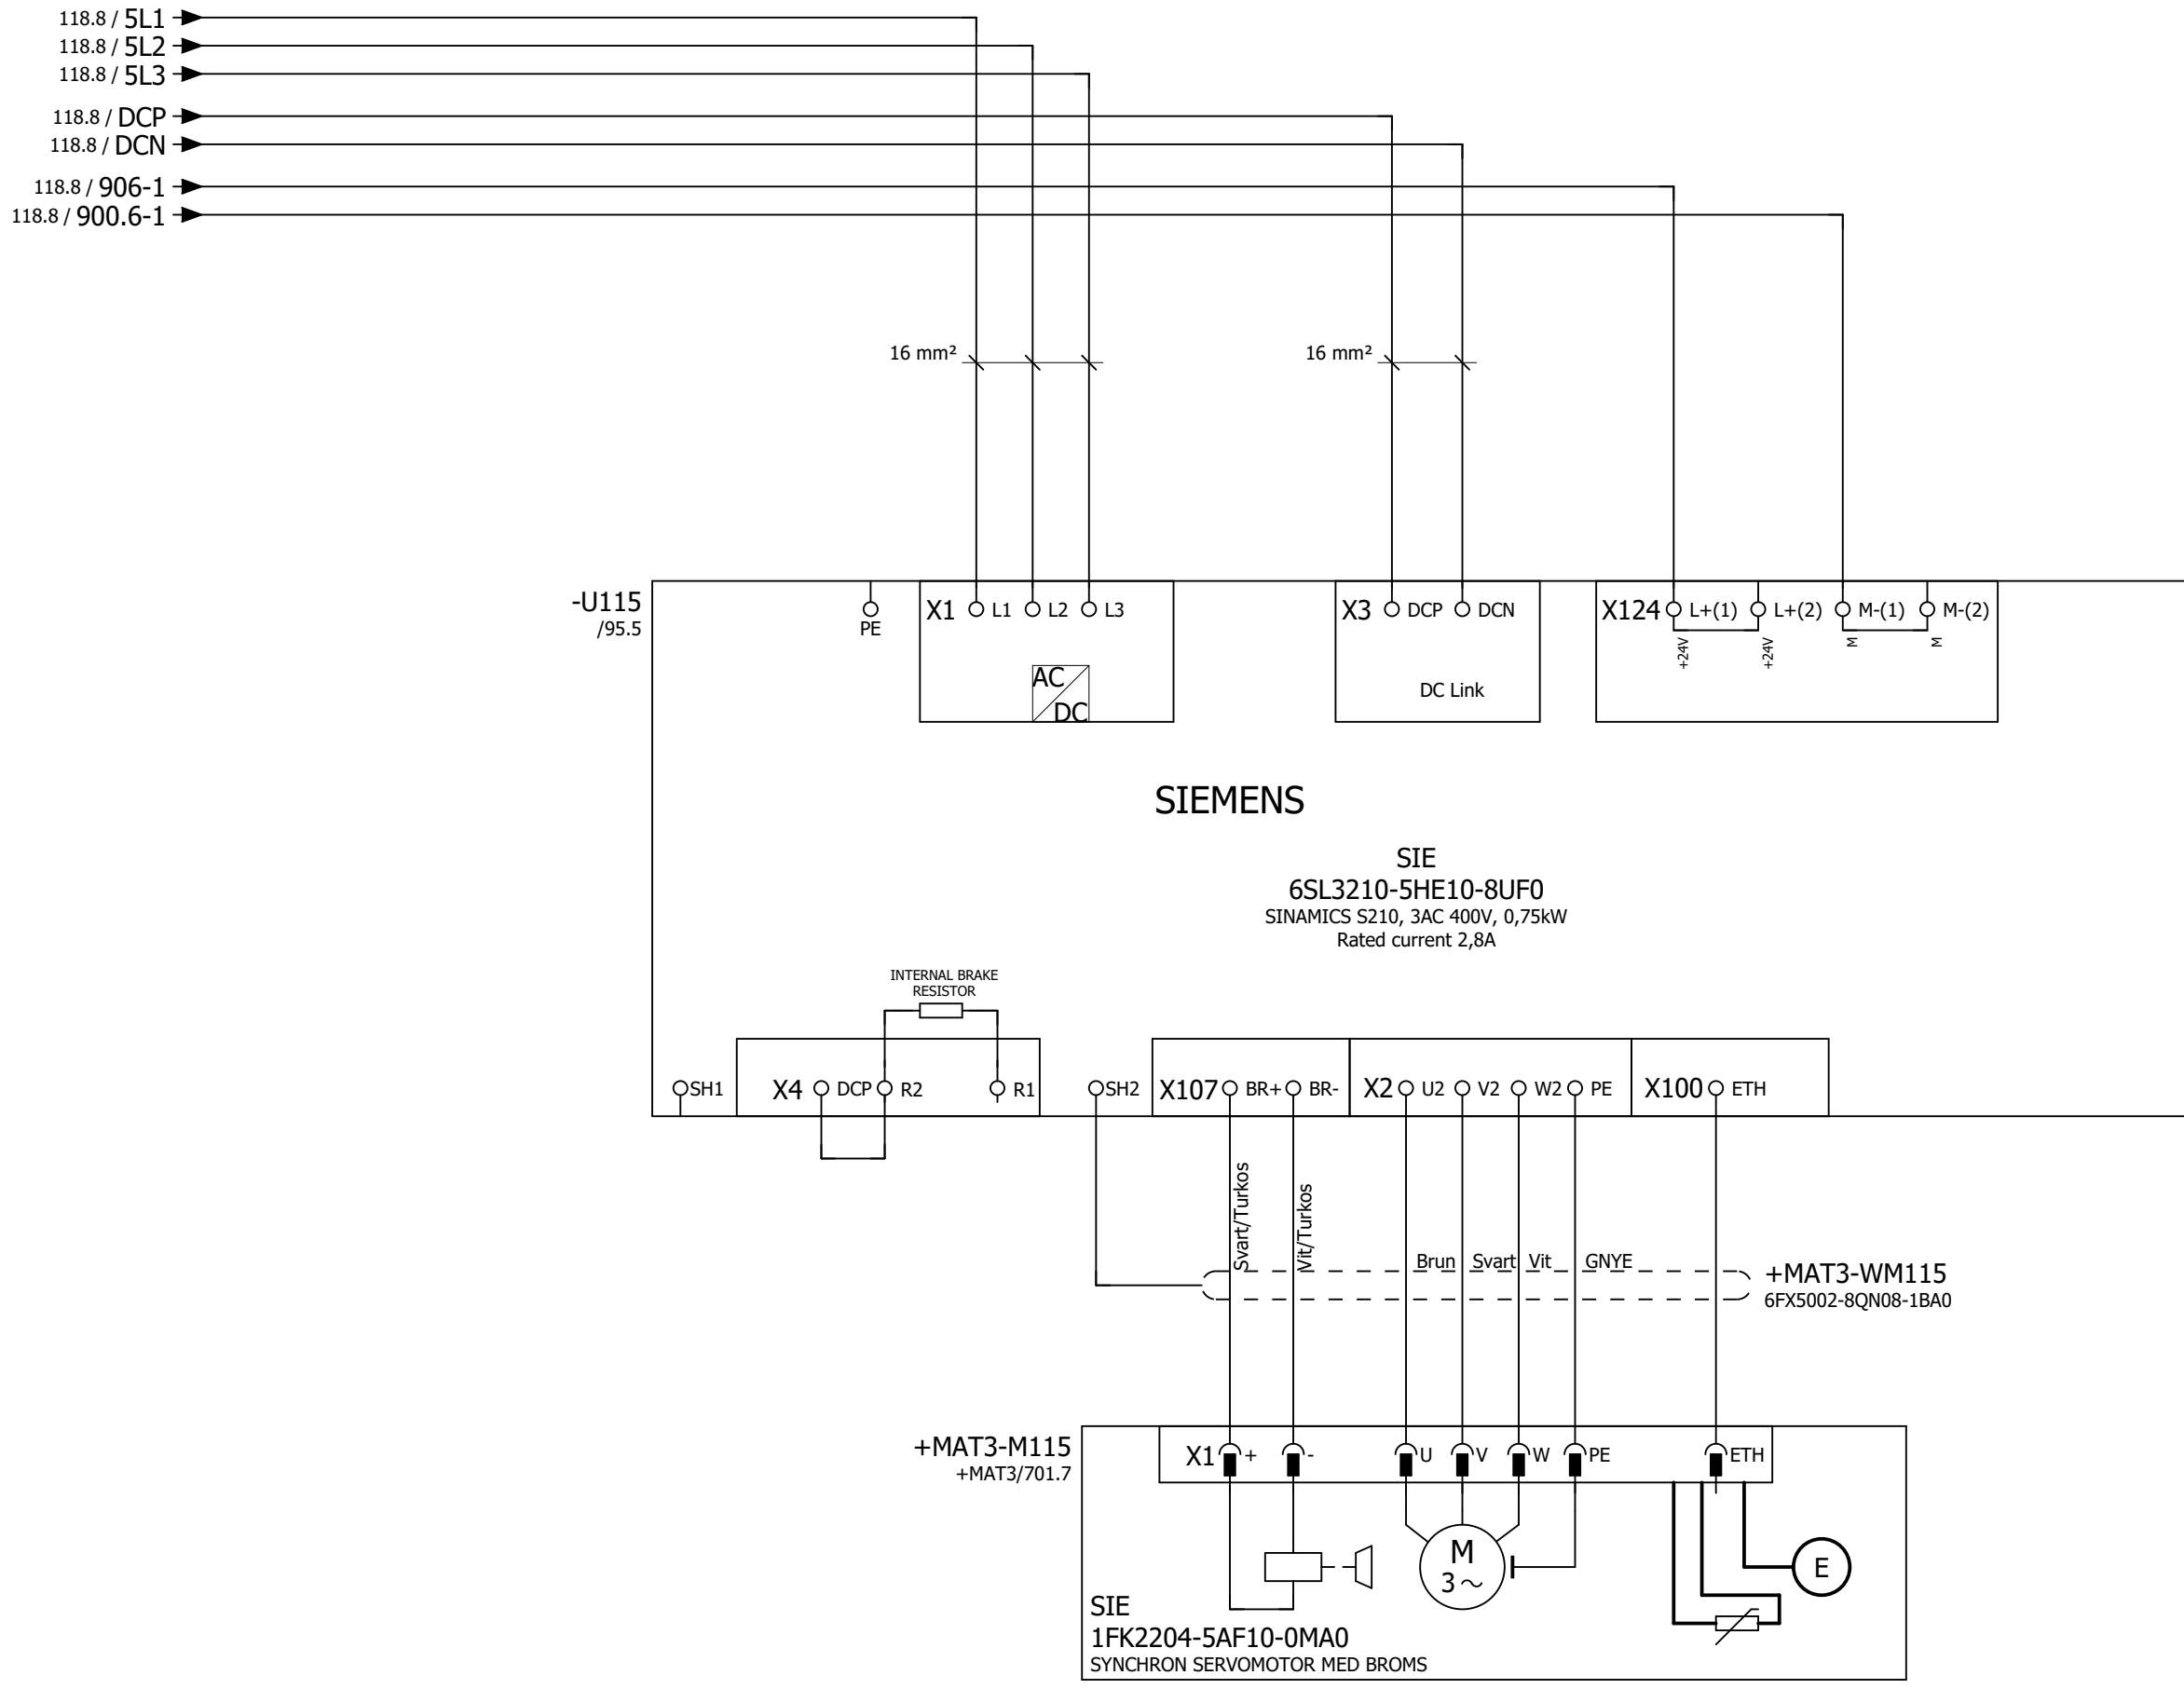 118.8 / 5L1
118.8 / 5L2
118.8 / 5L3
118.8 / DCP
118.8 / DCN
118.8 / 906-1
118.8 / 900.6-1
16 mm²
16 mm²
-U115
/95.5
PE
X1 L1 L2 L3
X3 DCP DCN
X124 L+(1) L+(2) M-(1) M-(2)
+24V
+24V
M
M
AC
DC
DC Link
SIEMENS
SIE
6SL3210-5HE10-8UF0
SINAMICS S210, 3AC 400V, 0,75kW
Rated current 2,8A
INTERNAL BRAKE
RESISTOR
SH1
X4 DCP R2 R1
SH2
X107 BR+ BR-
X2 U2 V2 W2 PE
X100 ETH
Svart/Turkos
Vit/Turkos
Brun Svart Vit GNYE
+MAT3-WM115
6FX5002-8QN08-1BA0
+MAT3-M115
+MAT3/701.7
X1 + - U V W PE ETH
M
3~
E
SIE
1FK2204-5AF10-0MA0
SYNCHRON SERVOMOTOR MED BROMS